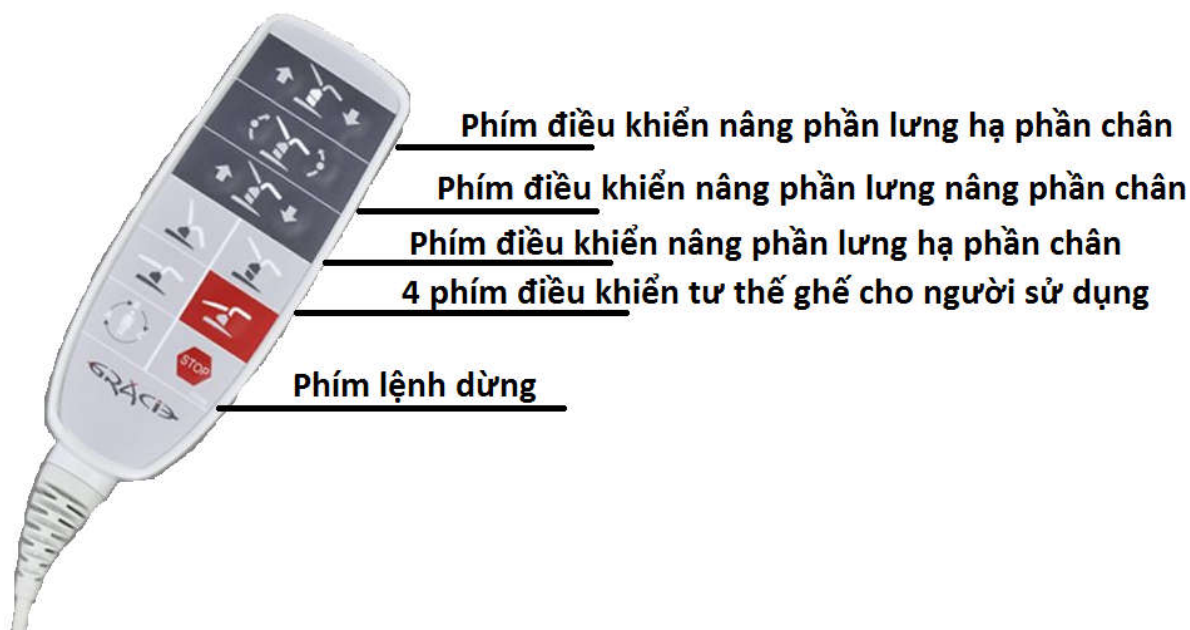 Phím điều khiển nâng phần lưng hạ phần chân
Phím điều khiển nâng phần lưng nâng phần chân
Phím điều khiển nâng phần lưng hạ phần chân
4 phím điều khiển tư thế ghế cho người sử dụng
STOP
Phím lệnh dừng
GRACIE